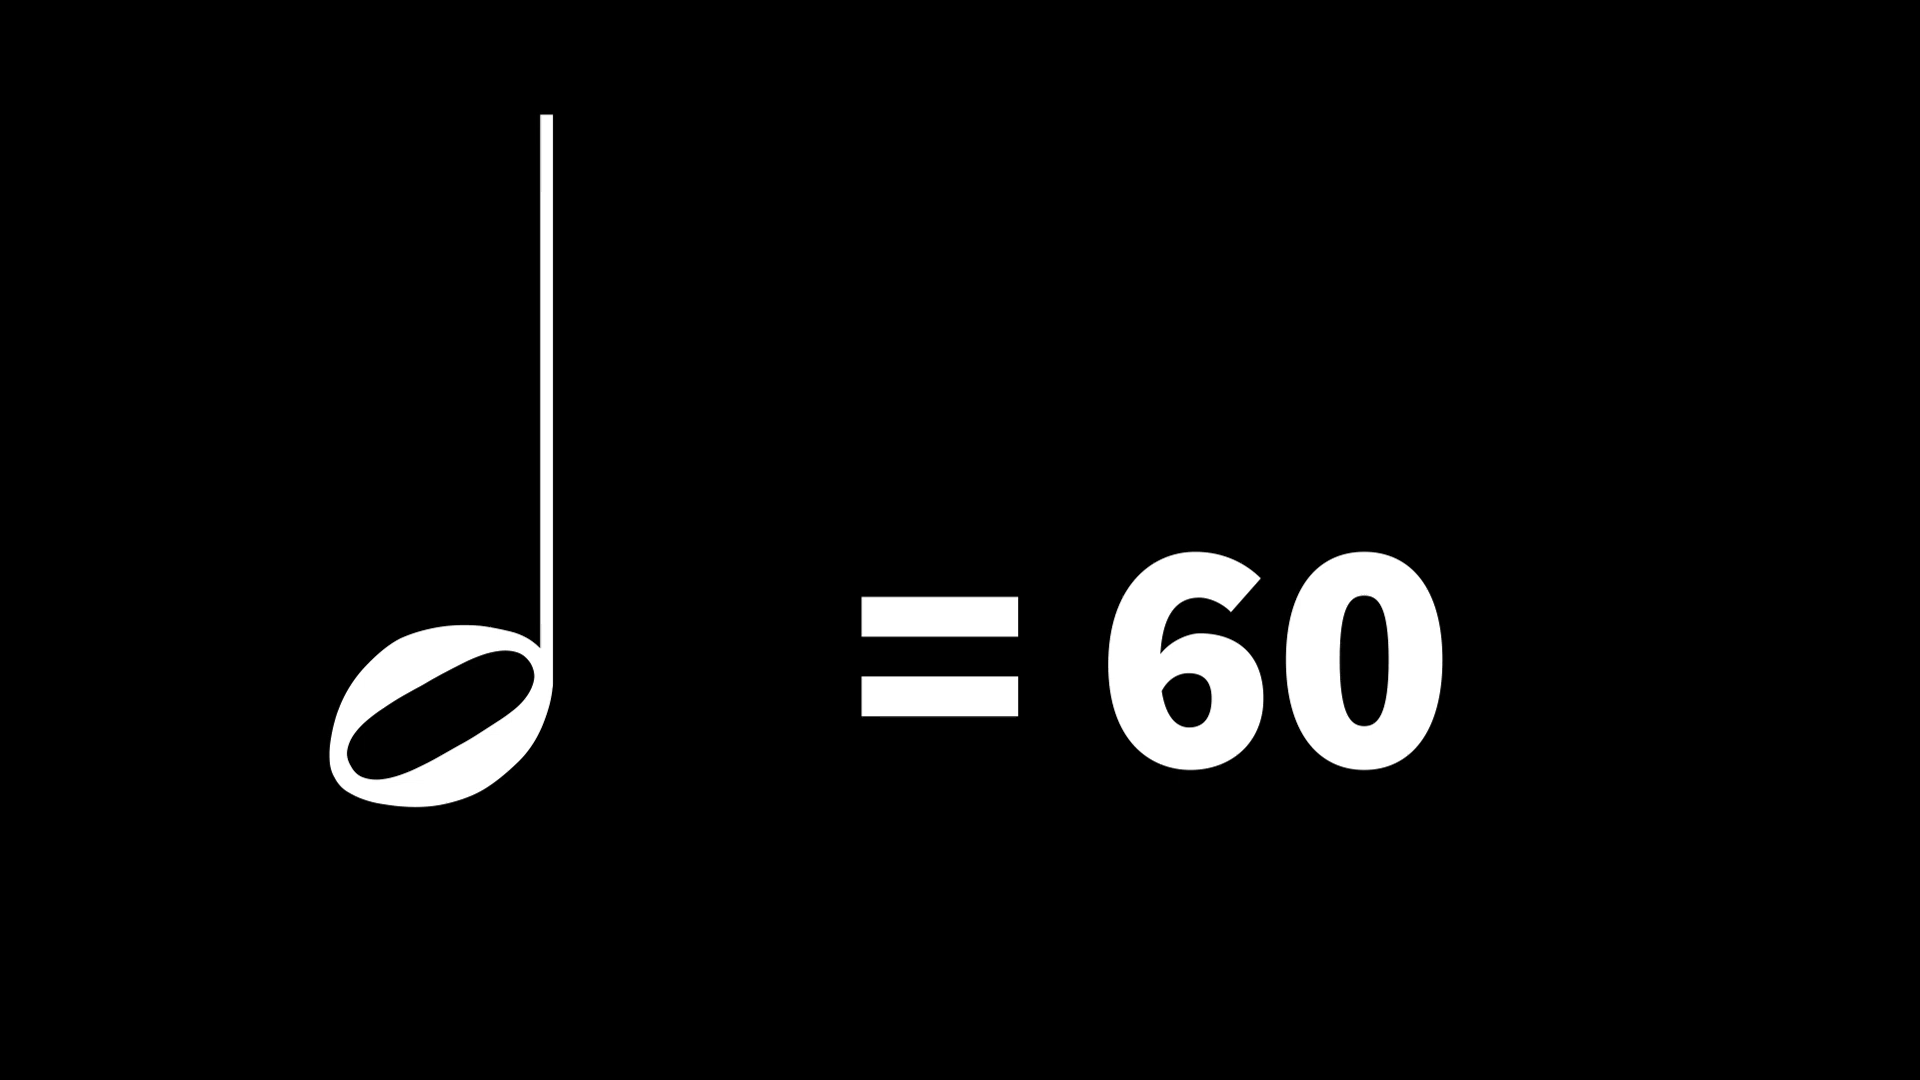 𝅗𝅥 = 60